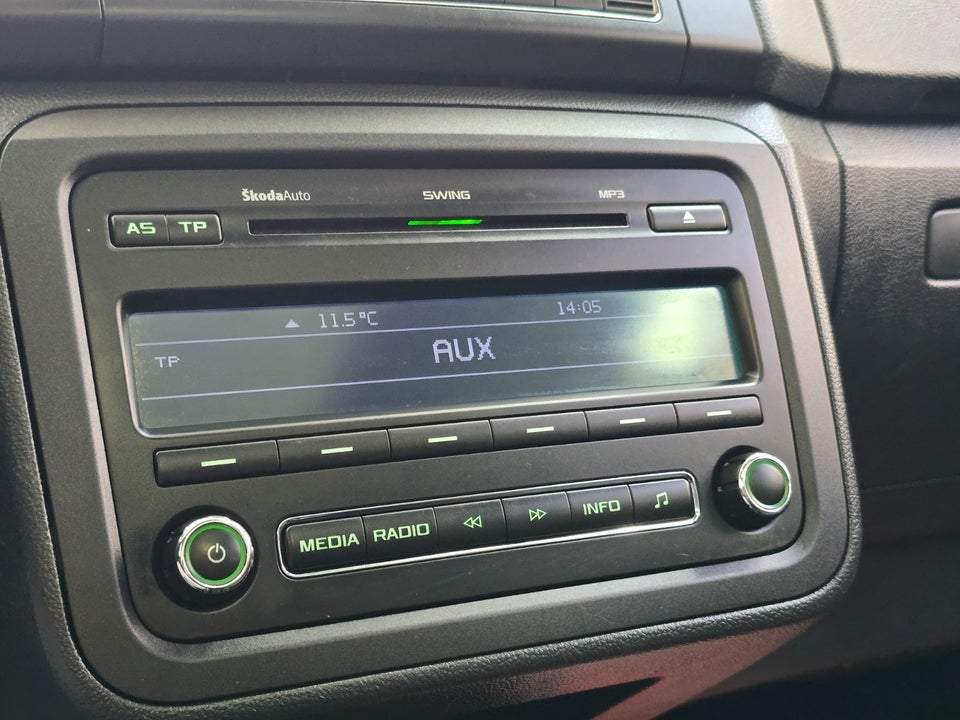 ŠkodaAuto SWING MP3
AS TP
11.5°C 14:05
TP AUX
MEDIA RADIO INFO